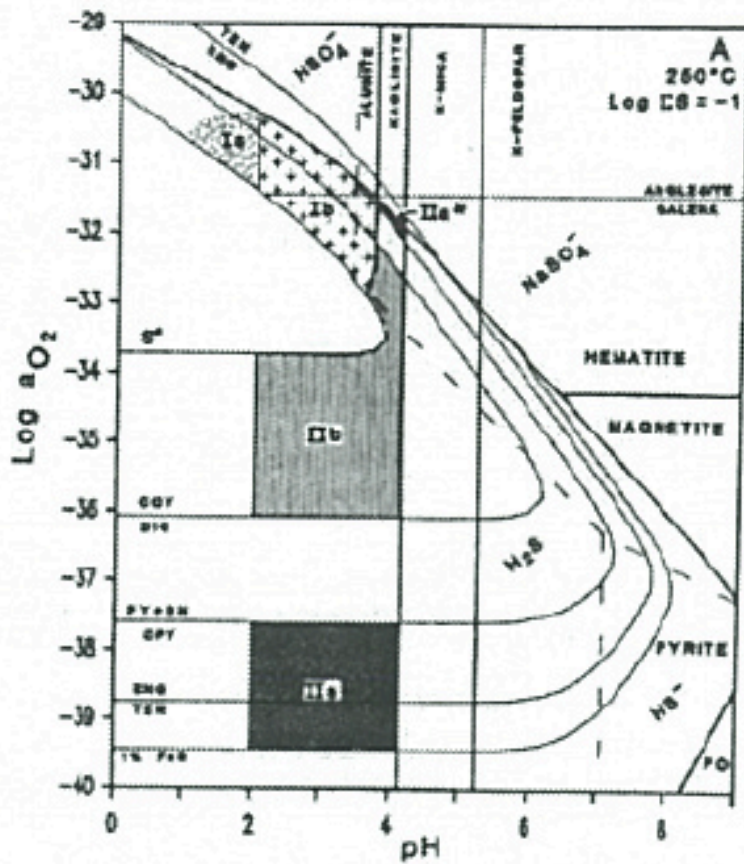 A
250°C
Log ΣS = -1
TEN
ENG
HSO₄⁻
ALUNITE
KAOLINITE
K-MICA
K-FELDSPAR
-29
-30
-31
-32
-33
-34
-35
-36
-37
-38
-39
-40
Log aO₂
Ia
Ib
IIa"
ANGLESITE
GALENA
NaSO₄⁻
S°
HEMATITE
MAGNETITE
IIb
COV
DIG
H₂S
PY+BN
CPY
PYRITE
IIa
ENG
TEN
HS⁻
1% FeS
PO
0 2 4 6 8
pH